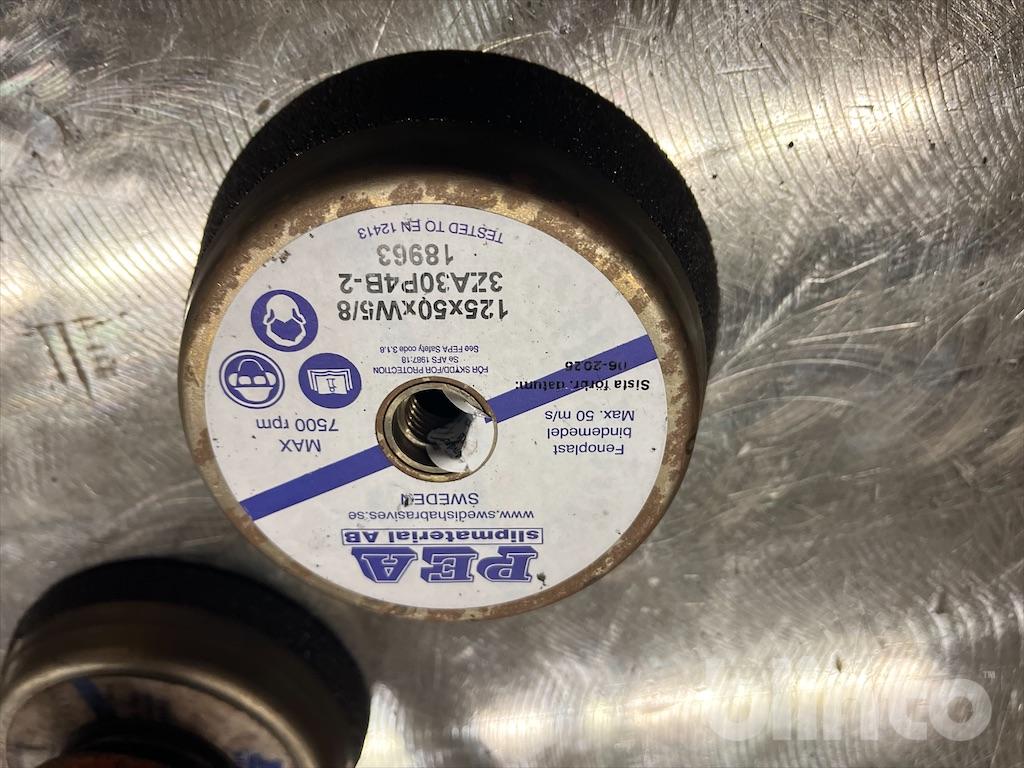 PEA
slipmaterial AB
www.swedishabrasives.se
SWEDEN
Fenoplast
bindemedel
Max. 50 m/s
Sista förbr. datum:
MAX
7500 rpm
FÖR SKYDD/FOR PROTECTION
Se AFS 1987:18
See FEPA Safety code 3.1.8
125x50xW5/8
3ZA30P4B-2
18963
TESTED TO EN 12413
Blinto